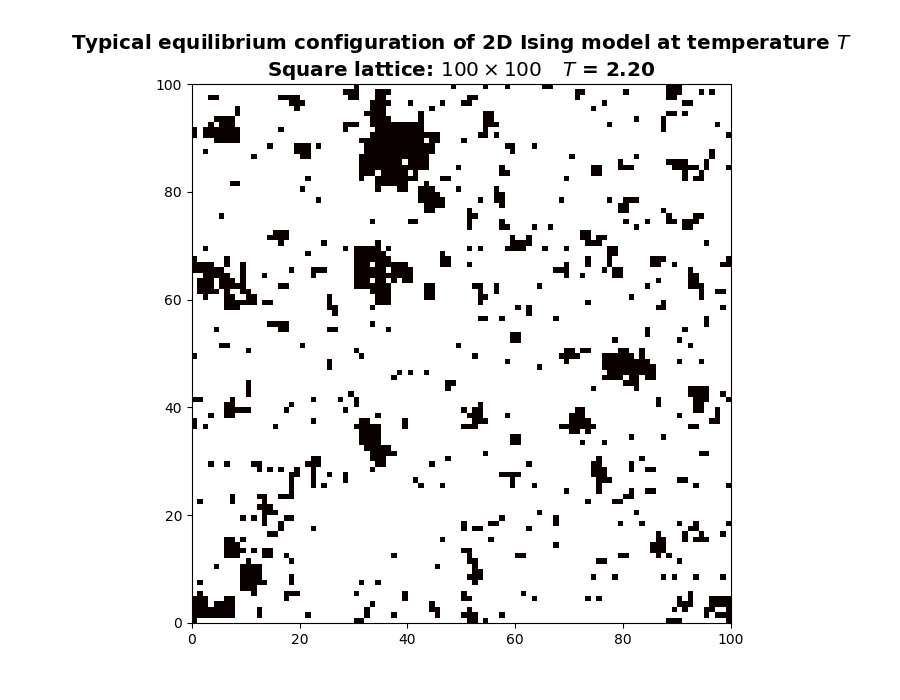 Typical equilibrium configuration of 2D Ising model at temperature T
Square lattice: 100 × 100 T = 2.20
100
80
60
40
20
0
0 20 40 60 80 100